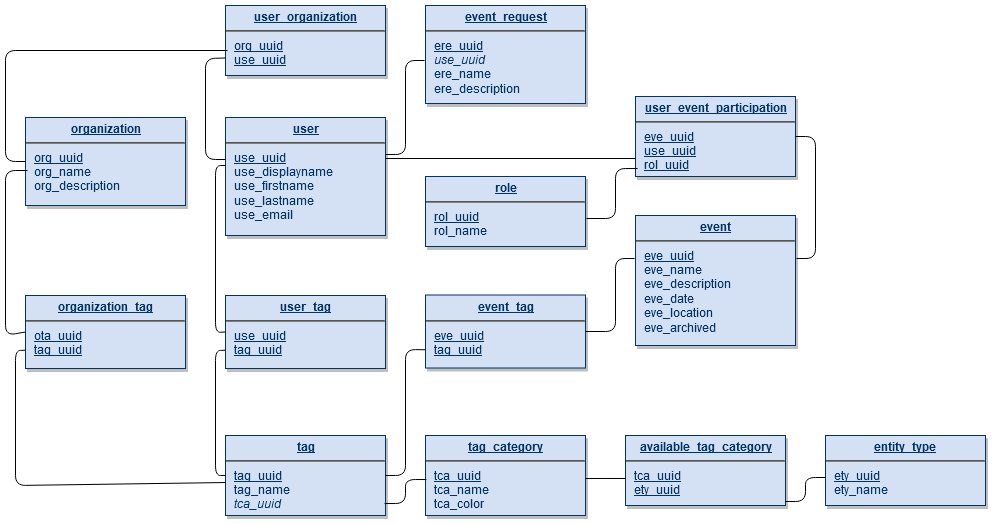 user_organization
org_uuid
use_uuid
event_request
ere_uuid
use_uuid
ere_name
ere_description
organization
org_uuid
org_name
org_description
user
use_uuid
use_displayname
use_firstname
use_lastname
use_email
user_event_participation
eve_uuid
use_uuid
rol_uuid
role
rol_uuid
rol_name
event
eve_uuid
eve_name
eve_description
eve_date
eve_location
eve_archived
organization_tag
ota_uuid
tag_uuid
user_tag
use_uuid
tag_uuid
event_tag
eve_uuid
tag_uuid
tag
tag_uuid
tag_name
tca_uuid
tag_category
tca_uuid
tca_name
tca_color
available_tag_category
tca_uuid
ety_uuid
entity_type
ety_uuid
ety_name